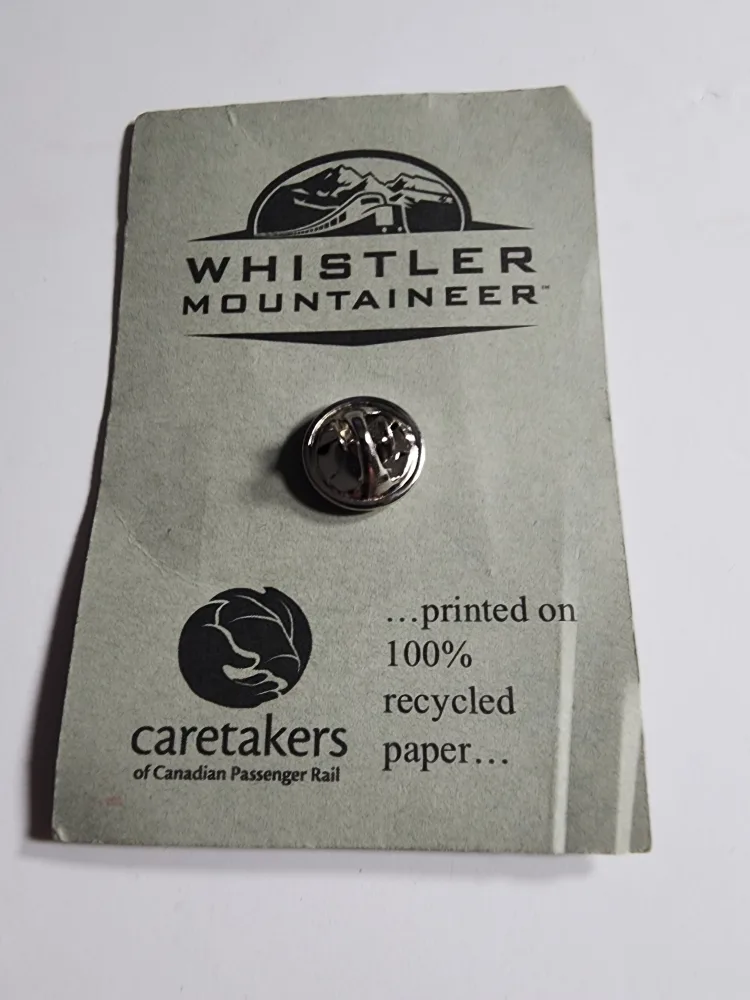 WHISTLER
MOUNTAINEER™
...printed on
100%
recycled
paper...
caretakers
of Canadian Passenger Rail